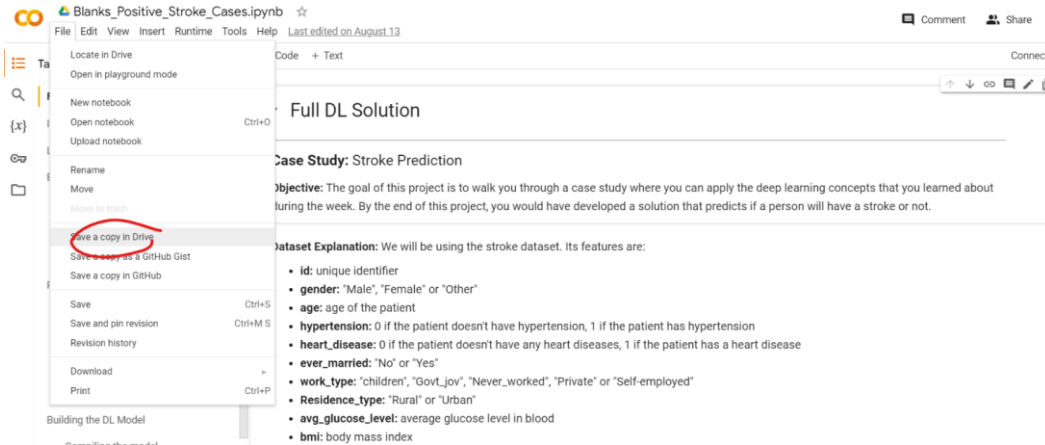 Blanks_Positive_Stroke_Cases.ipynb
Comment
Share
File Edit View Insert Runtime Tools Help Last edited on August 13
Code + Text
Connec
Ta
Locate in Drive
Open in playground mode
New notebook
Open notebook Ctrl+O
Upload notebook
Rename
Move
Move to trash
Save a copy in Drive
Save a copy as a GitHub Gist
Save a copy in GitHub
Save Ctrl+S
Save and pin revision Ctrl+M S
Revision history
Download
Print Ctrl+P
{x}
Building the DL Model
Compiling the model
Full DL Solution
Case Study: Stroke Prediction
Objective: The goal of this project is to walk you through a case study where you can apply the deep learning concepts that you learned about
during the week. By the end of this project, you would have developed a solution that predicts if a person will have a stroke or not.
Dataset Explanation: We will be using the stroke dataset. Its features are:
• id: unique identifier
• gender: "Male", "Female" or "Other"
• age: age of the patient
• hypertension: 0 if the patient doesn't have hypertension, 1 if the patient has hypertension
• heart_disease: 0 if the patient doesn't have any heart diseases, 1 if the patient has a heart disease
• ever_married: "No" or "Yes"
• work_type: "children", "Govt_jov", "Never_worked", "Private" or "Self-employed"
• Residence_type: "Rural" or "Urban"
• avg_glucose_level: average glucose level in blood
• bmi: body mass index